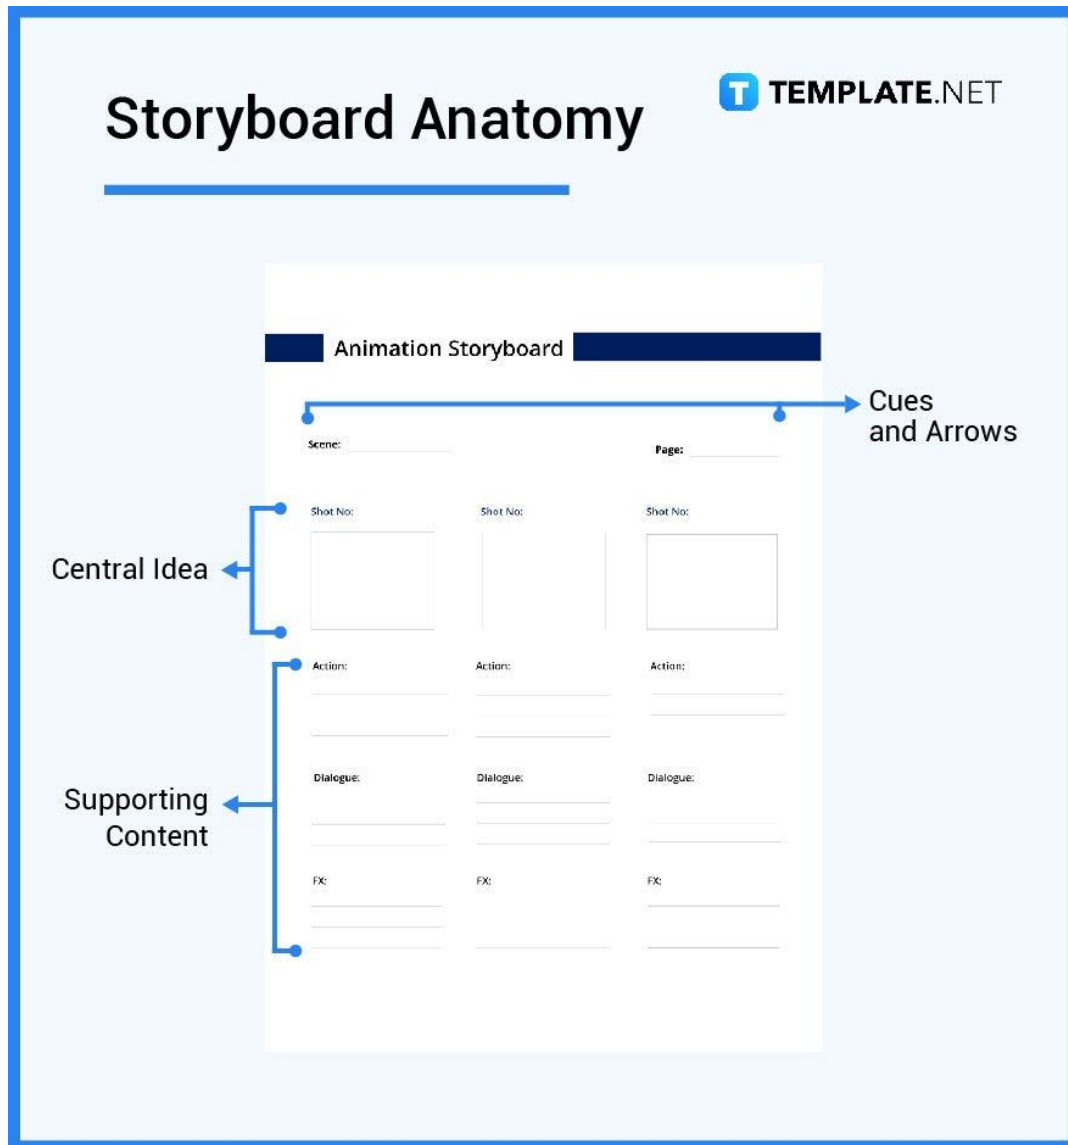 Storyboard Anatomy
TEMPLATE.NET
Animation Storyboard
Cues
and Arrows
Scene:
Page:
Central Idea
Shot No:
Shot No:
Shot No:
Action:
Action:
Action:
Supporting
Content
Dialogue:
Dialogue:
Dialogue:
FX:
FX:
FX: